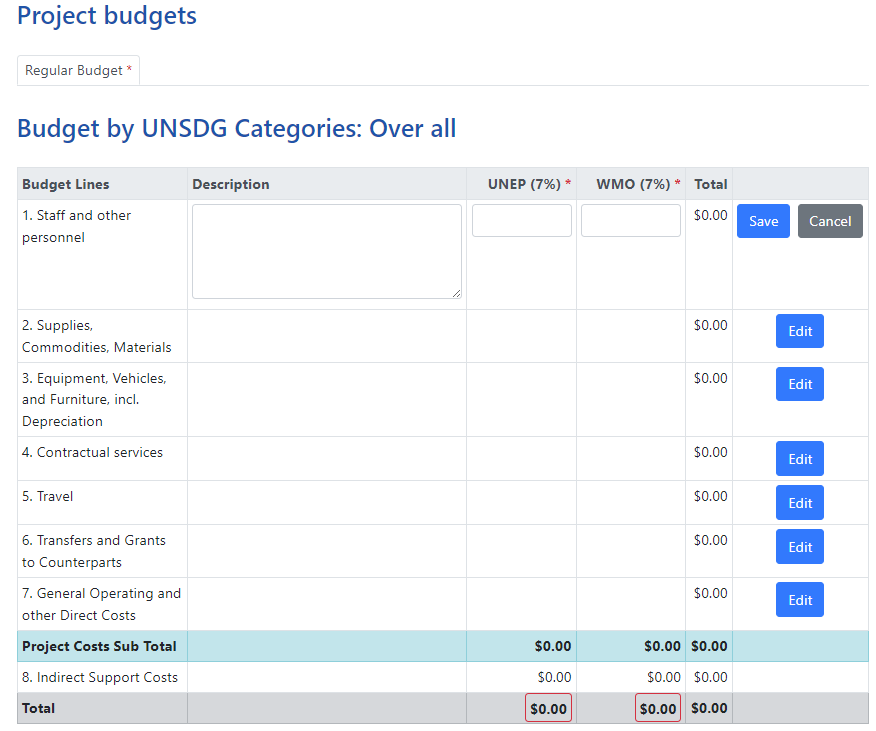 Project budgets
Regular Budget *
Budget by UNSDG Categories: Over all
Budget Lines Description UNEP (7%) * WMO (7%) * Total
1. Staff and other $0.00 Save Cancel
personnel
2. Supplies, $0.00 Edit
Commodities, Materials
3. Equipment, Vehicles, $0.00 Edit
and Furniture, incl.
Depreciation
4. Contractual services $0.00 Edit
5. Travel $0.00 Edit
6. Transfers and Grants $0.00 Edit
to Counterparts
7. General Operating and $0.00 Edit
other Direct Costs
Project Costs Sub Total $0.00 $0.00 $0.00
8. Indirect Support Costs $0.00 $0.00 $0.00
Total $0.00 $0.00 $0.00